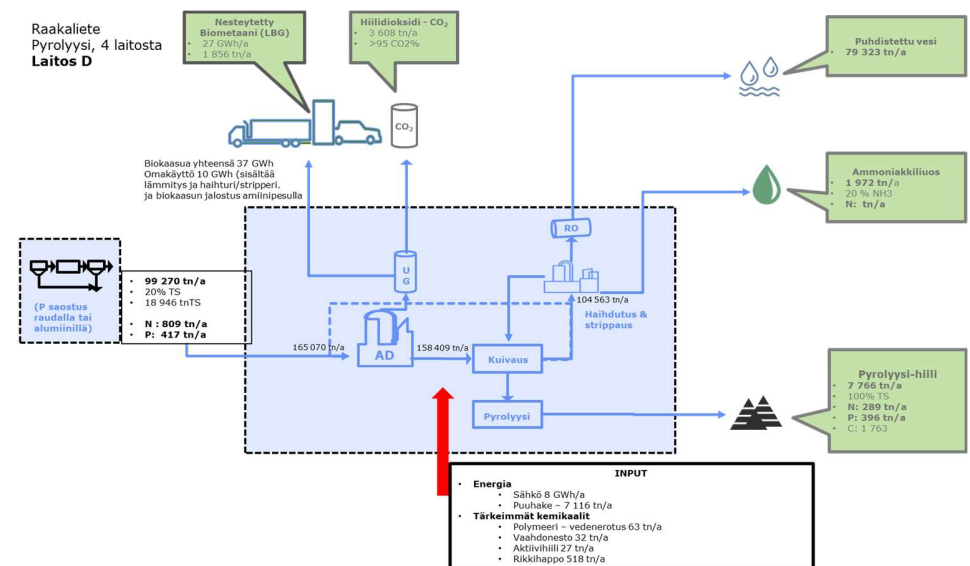 Raakaliete
Pyrolyysi, 4 laitosta
Laitos D
Nesteytetty
Biometaani (LBG)
• 27 GWh/a
• 1 856 tn/a
Hiilidioksidi - CO₂
• 3 608 tn/a
• >95 CO2%
Puhdistettu vesi
• 79 323 tn/a
CO₂
Biokaasua yhteensä 37 GWh
Omakäyttö 10 GWh (sisältää
lämmitys ja haihturi/stripperi.
ja biokaasun jalostus amiinipesulla
Ammoniakkiliuos
• 1 972 tn/a
• 20 % NH3
• N: tn/a
RO
U
G
(P saostus
raudalla tai
alumiinillä)
• 99 270 tn/a
• 20% TS
• 18 946 tnTS
• N : 809 tn/a
• P: 417 tn/a
104 563 tn/a
Haihdutus &
strippaus
165 070 tn/a
AD
158 409 tn/a
Kuivaus
Pyrolyysi
Pyrolyysi-hiili
• 7 766 tn/a
• 100% TS
• N: 289 tn/a
• P: 396 tn/a
• C: 1 763
INPUT
• Energia
• Sähkö 8 GWh/a
• Puuhake – 7 116 tn/a
• Tärkeimmät kemikaalit
• Polymeeri – vedenerotus 63 tn/a
• Vaahdonesto 32 tn/a
• Aktiivihiili 27 tn/a
• Rikkihappo 518 tn/a